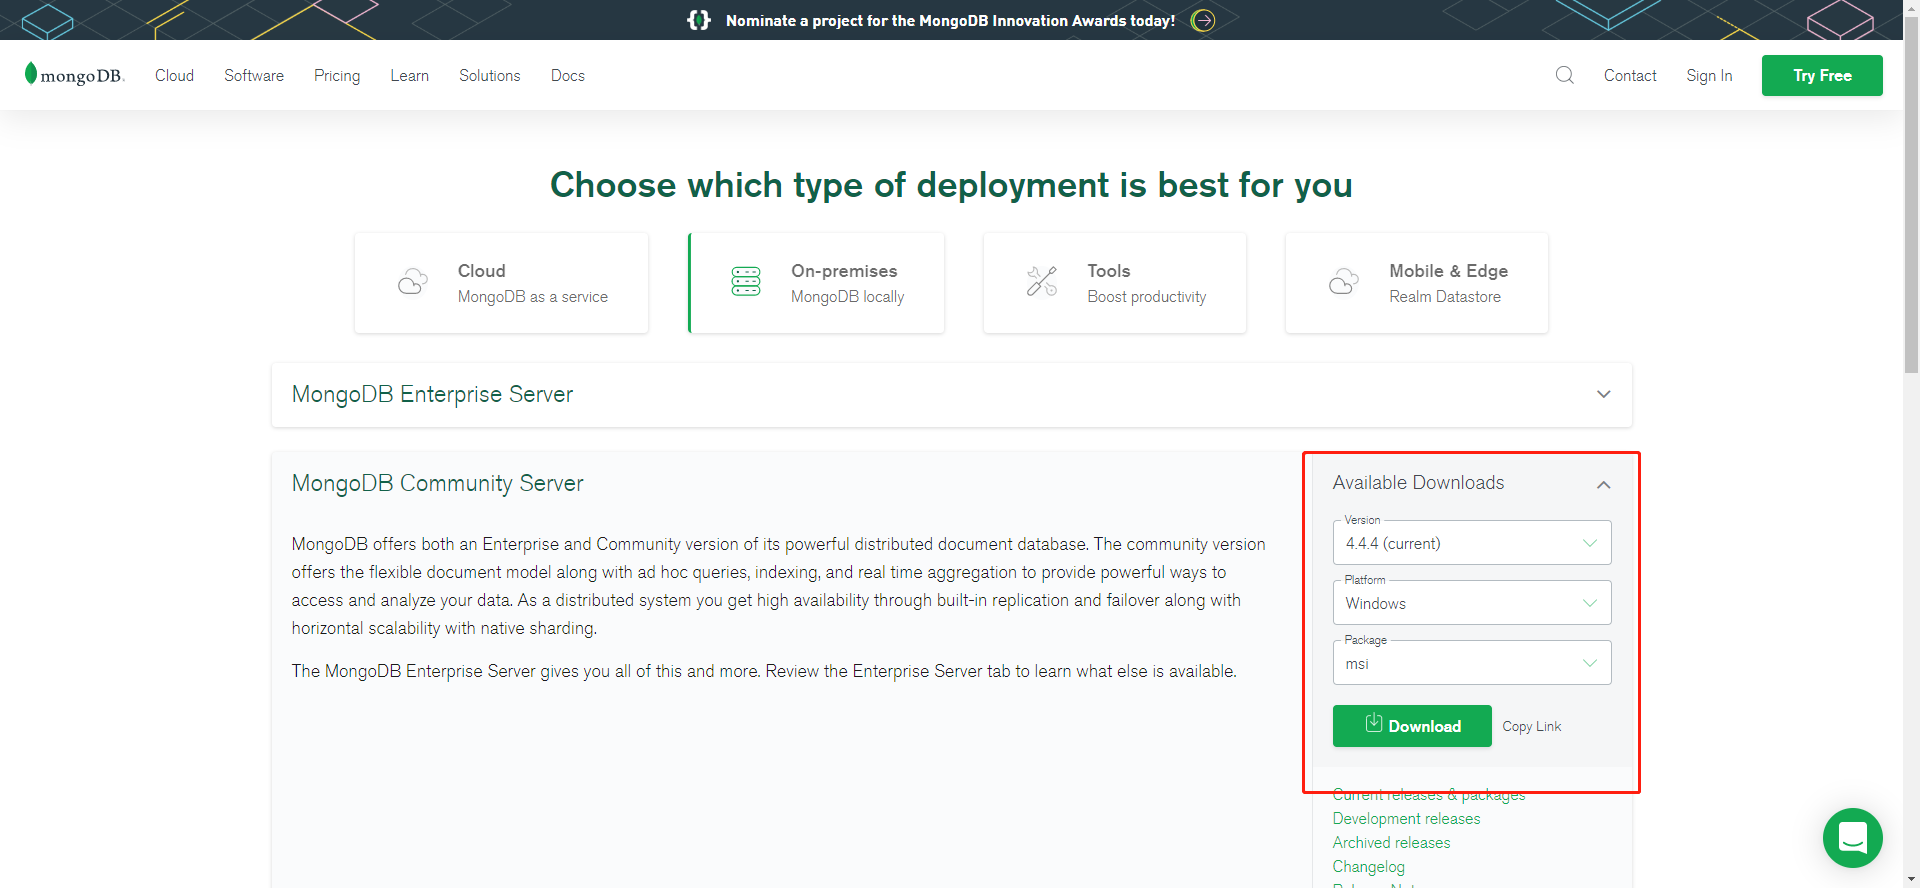 Nominate a project for the MongoDB Innovation Awards today!
mongoDB.
Cloud
Software
Pricing
Learn
Solutions
Docs
Contact
Sign In
Try Free
Choose which type of deployment is best for you
Cloud
MongoDB as a service
On-premises
MongoDB locally
Tools
Boost productivity
Mobile & Edge
Realm Datastore
MongoDB Enterprise Server
MongoDB Community Server
MongoDB offers both an Enterprise and Community version of its powerful distributed document database. The community version
offers the flexible document model along with ad hoc queries, indexing, and real time aggregation to provide powerful ways to
access and analyze your data. As a distributed system you get high availability through built-in replication and failover along with
horizontal scalability with native sharding.
The MongoDB Enterprise Server gives you all of this and more. Review the Enterprise Server tab to learn what else is available.
Available Downloads
Version
4.4.4 (current)
Platform
Windows
Package
msi
Download
Copy Link
Current releases & packages
Development releases
Archived releases
Changelog